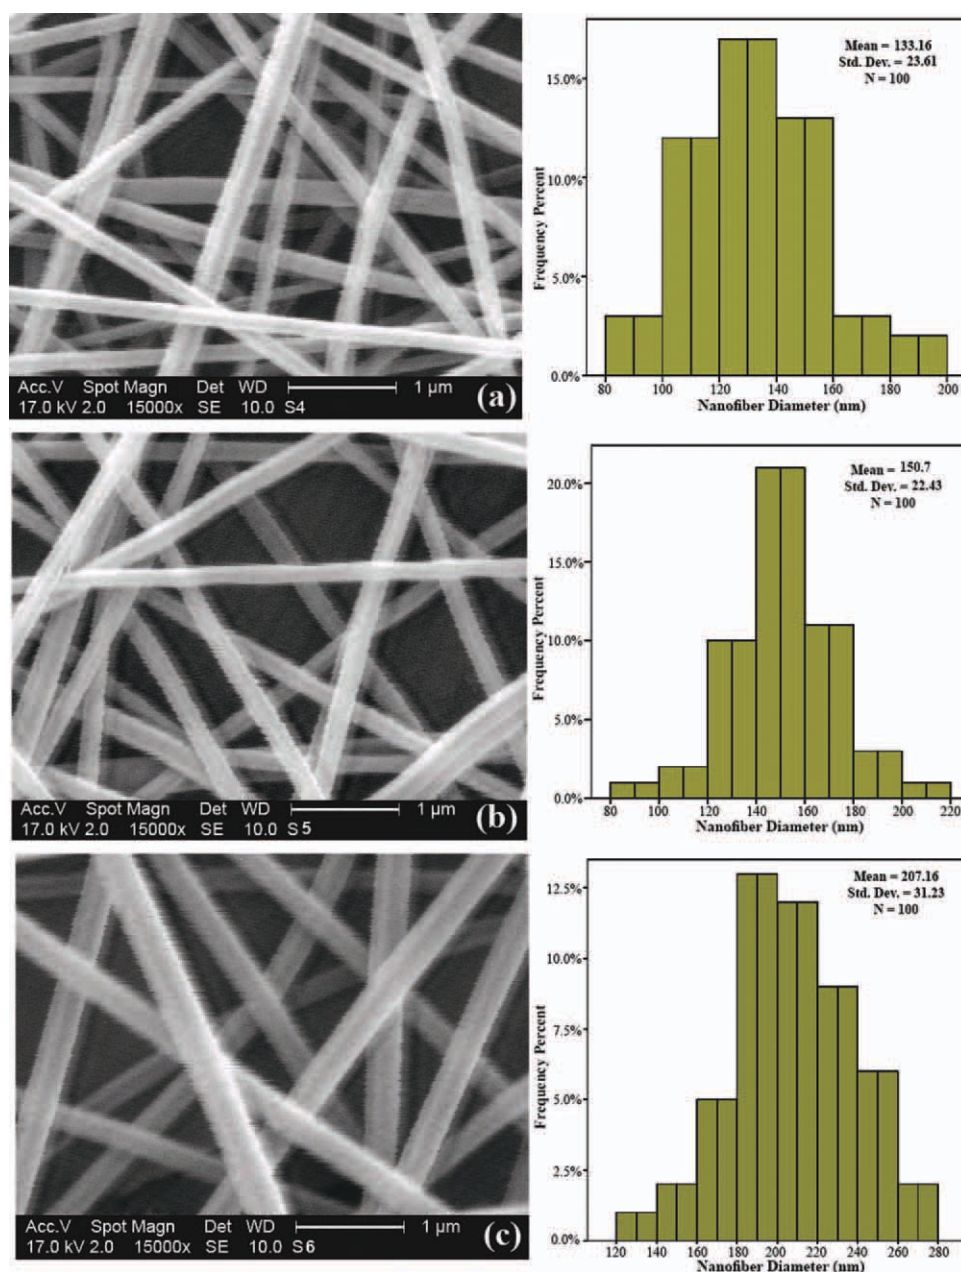 Acc.V Spot Magn Det WD 1 µm
17.0 kV 2.0 15000x SE 10.0 S4
(a)
Mean = 133.16
Std. Dev. = 23.61
N = 100
Frequency Percent
15.0%
10.0%
5.0%
0.0%
80 100 120 140 160 180 200
Nanofiber Diameter (nm)
Acc.V Spot Magn Det WD 1 µm
17.0 kV 2.0 15000x SE 10.0 S5
(b)
Mean = 150.7
Std. Dev. = 22.43
N = 100
Frequency Percent
20.0%
15.0%
10.0%
5.0%
0.0%
80 100 120 140 160 180 200 220
Nanofiber Diameter (nm)
Acc.V Spot Magn Det WD 1 µm
17.0 kV 2.0 15000x SE 10.0 S6
(c)
Mean = 207.16
Std. Dev. = 31.23
N = 100
Frequency Percent
12.5%
10.0%
7.5%
5.0%
2.5%
0.0%
120 140 160 180 200 220 240 260 280
Nanofiber Diameter (nm)